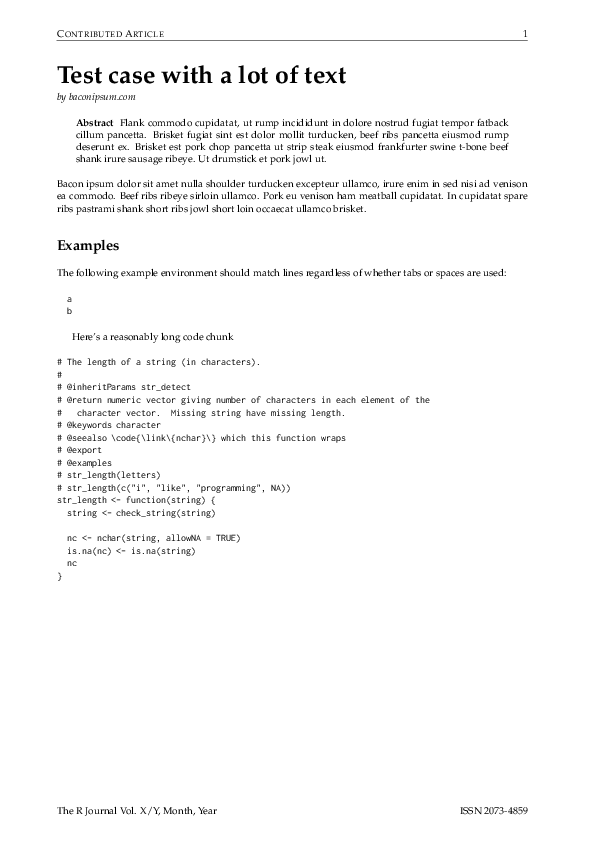 CONTRIBUTED ARTICLE 1
Test case with a lot of text
by baconipsum.com
Abstract Flank commodo cupidatat, ut rump incididunt in dolore nostrud fugiat tempor fatback
cillum pancetta. Brisket fugiat sint est dolor mollit turducken, beef ribs pancetta eiusmod rump
deserunt ex. Brisket est pork chop pancetta ut strip steak eiusmod frankfurter swine t-bone beef
shank irure sausage ribeye. Ut drumstick et pork jowl ut.
Bacon ipsum dolor sit amet nulla shoulder turducken excepteur ullamco, irure enim in sed nisi ad venison
ea commodo. Beef ribs ribeye sirloin ullamco. Pork eu venison ham meatball cupidatat. In cupidatat spare
ribs pastrami shank short ribs jowl short loin occaecat ullamco brisket.
Examples
The following example environment should match lines regardless of whether tabs or spaces are used:
a
b
Here's a reasonably long code chunk
# The length of a string (in characters).
#
# @inheritParams str_detect
# @return numeric vector giving number of characters in each element of the
#   character vector.  Missing string have missing length.
# @keywords character
# @seealso \code{\link\{nchar}\} which this function wraps
# @export
# @examples
# str_length(letters)
# str_length(c("i", "like", "programming", NA))
str_length <- function(string) {
  string <- check_string(string)
  nc <- nchar(string, allowNA = TRUE)
  is.na(nc) <- is.na(string)
  nc
}
The R Journal Vol. X/Y, Month, Year ISSN 2073-4859